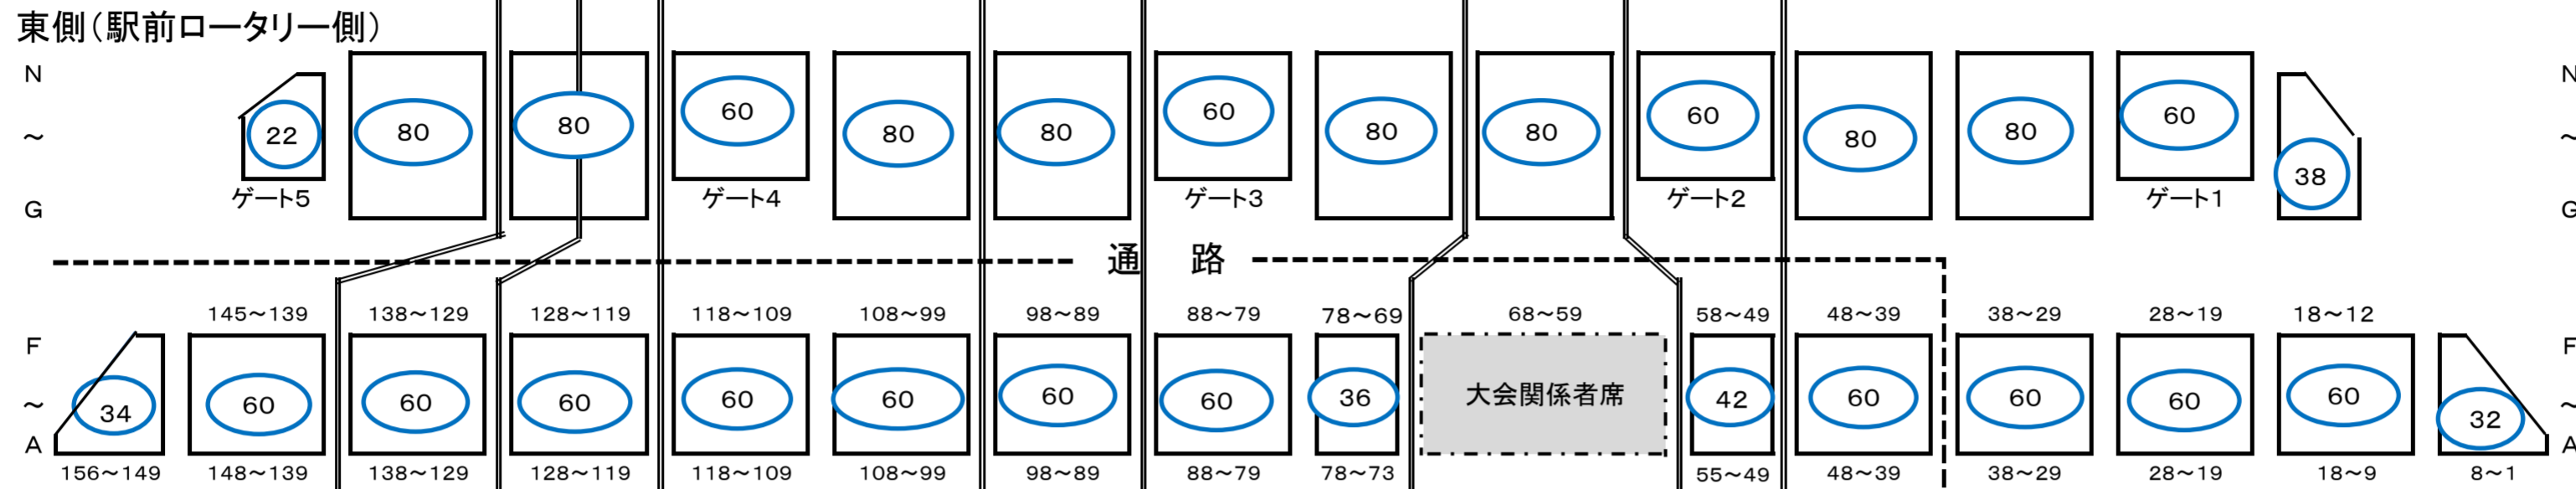 東側(駅前ロータリー側)
N N
22 80 80 60 80 80 60 80 80 60 80 80 60 38
～ ～
ゲート5 ゲート4 ゲート3 ゲート2 ゲート1
G G
通 路
145～139 138～129 128～119 118～109 108～99 98～89 88～79 78～69 68～59 58～49 48～39 38～29 28～19 18～12
F F
34 60 60 60 60 60 60 60 36 大会関係者席 42 60 60 60 60 32
～ ～
A A
156～149 148～139 138～129 128～119 118～109 108～99 98～89 88～79 78～73 55～49 48～39 38～29 28～19 18～9 8～1